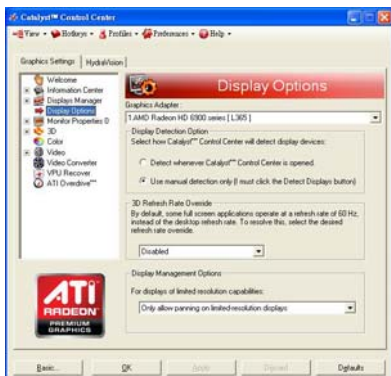 Catalyst™ Control Center
View Hotkeys Profiles Preferences Help
Graphics Settings HydraVision
Welcome
Information Center
Displays Manager
Display Options
Monitor Properties 0
3D
Color
Video
Video Converter
VPU Recover
ATI Overdrive™
Display Options
Graphics Adapter:
1.AMD Radeon HD 6900 series [ L365 ]
Display Detection Option
Select how Catalyst™ Control Center will detect display devices:
Detect whenever Catalyst™ Control Center is opened.
Use manual detection only (I must click the Detect Displays button)
3D Refresh Rate Override
By default, some full screen applications operate at a refresh rate of 60 Hz,
instead of the desktop refresh rate. To resolve this, select the desired
refresh rate override.
Disabled
Display Management Options
For displays of limited resolution capabilities:
Only allow panning on limited-resolution displays
ATI
RADEON
PREMIUM
GRAPHICS
Basic... OK Apply Discard Defaults